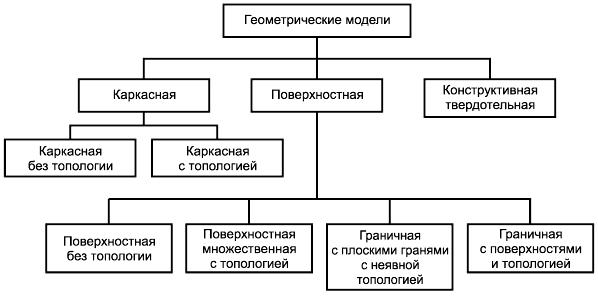 Геометрические модели
Каркасная
Поверхностная
Конструктивная
твердотельная
Каркасная
без топологии
Каркасная
с топологией
Поверхностная
без топологии
Поверхностная
множественная
с топологией
Граничная
с плоскими гранями
с неявной
топологией
Граничная
с поверхностями
и топологией